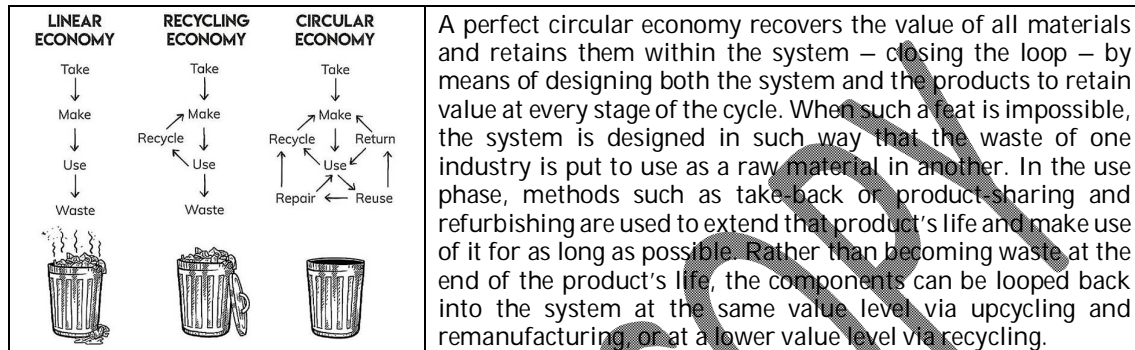 LINEAR
ECONOMY
Take
Make
Use
Waste
RECYCLING
ECONOMY
Take
Make
Recycle
Use
Waste
CIRCULAR
ECONOMY
Take
Make
Recycle
Return
Use
Repair
Reuse
A perfect circular economy recovers the value of all materials
and retains them within the system – closing the loop – by
means of designing both the system and the products to retain
value at every stage of the cycle. When such a feat is impossible,
the system is designed in such way that the waste of one
industry is put to use as a raw material in another. In the use
phase, methods such as take-back or product-sharing and
refurbishing are used to extend that product's life and make use
of it for as long as possible. Rather than becoming waste at the
end of the product's life, the components can be looped back
into the system at the same value level via upcycling and
remanufacturing, or at a lower value level via recycling.